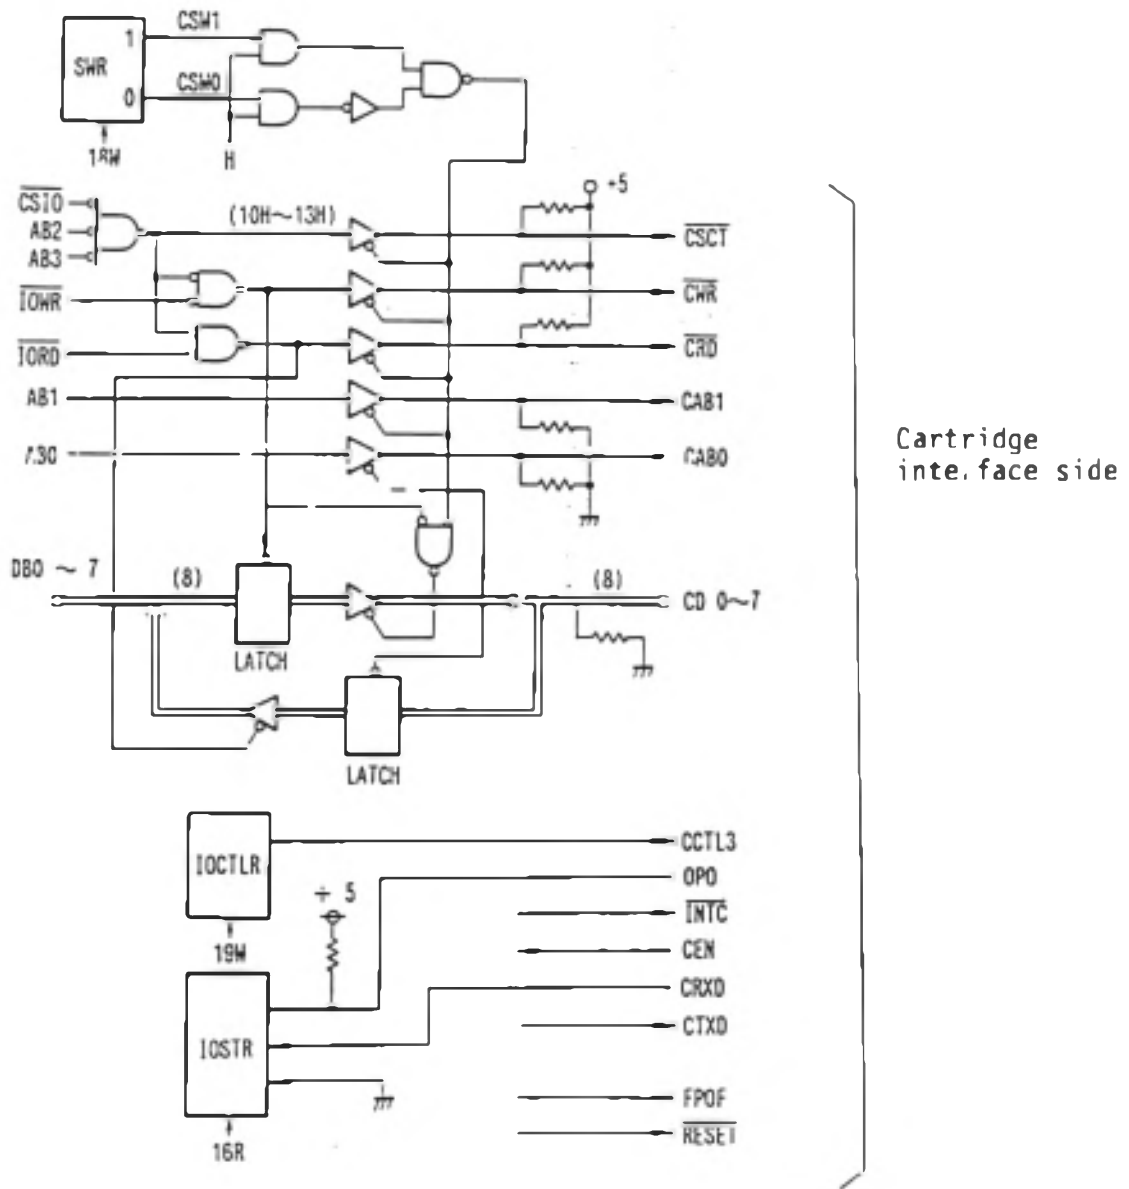 CSW1
1
SWR
CSW0
0
18W
H
+5
CSIO
(10H~13H)
CSCT
AB2
AB3
IOWR
CWR
IORD
CRD
AB1
CAB1
CAB0
Cartridge
DB0 ~ 7
(8)
(8)
CD 0~7
LATCH
LATCH
CCTL3
IOCTLR
OPO
+ 5
INTC
19W
CEN
CRXD
IOSTR
CTXD
FPOF
RESET
16R
side